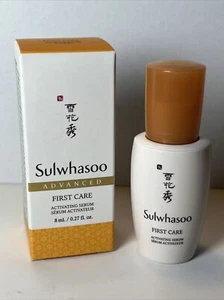 雪
花
秀
Sulwhasoo
ADVANCED
FIRST CARE
ACTIVATING SERUM
SÉRUM ACTIVATEUR
8 mL / 0.27 fl. oz.
雪
花
秀
Sulwhasoo
FIRST CARE
ACTIVATING SERUM
SÉRUM ACTIVATEUR